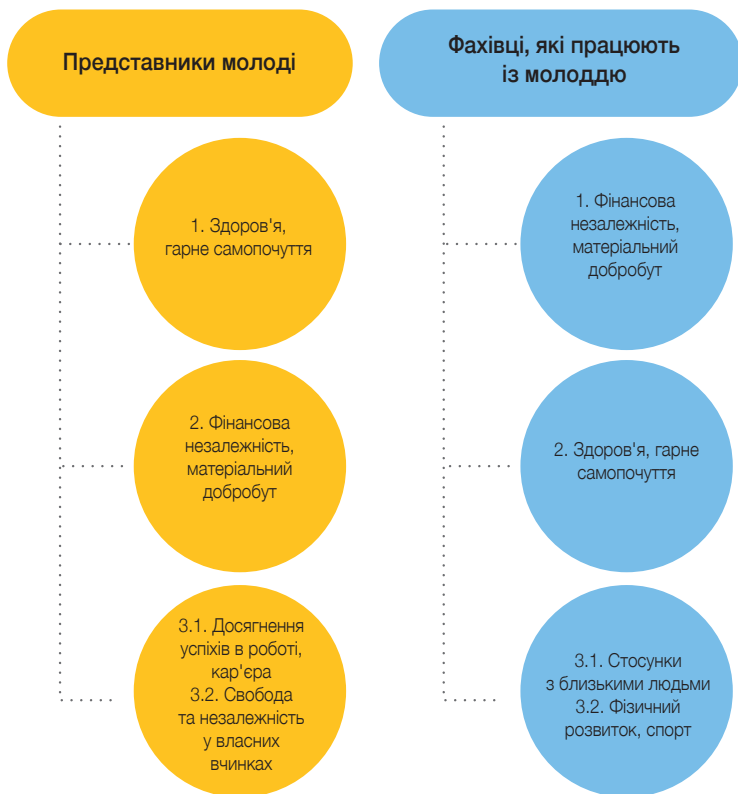 Представники молоді
1. Здоров'я,
гарне самопочуття
2. Фінансова
незалежність,
матеріальний
добробут
3.1. Досягнення
успіхів в роботі,
кар'єра
3.2. Свобода
та незалежність
у власних
вчинках
Фахівці, які працюють
із молоддю
1. Фінансова
незалежність,
матеріальний
добробут
2. Здоров'я, гарне
самопочуття
3.1. Стосунки
з близькими людьми
3.2. Фізичний
розвиток, спорт